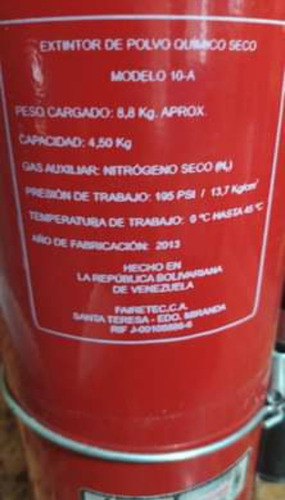 EXTINTOR DE POLVO QUIMICO SECO
MODELO 10-A
PESO CARGADO: 8,8 Kg. APROX.
CAPACIDAD: 4,50 Kg
GAS AUXILIAR: NITRÓGENO SECO (N₂)
PRESIÓN DE TRABAJO: 195 PSI / 13,7 Kg/cm²
TEMPERATURA DE TRABAJO: 0 °C HASTA 45 °C
AÑO DE FABRICACIÓN: 2013
HECHO EN
LA REPÚBLICA BOLIVARIANA
DE VENEZUELA
FAIRETEC,C.A.
SANTA TERESA - EDO. MIRANDA
RIF